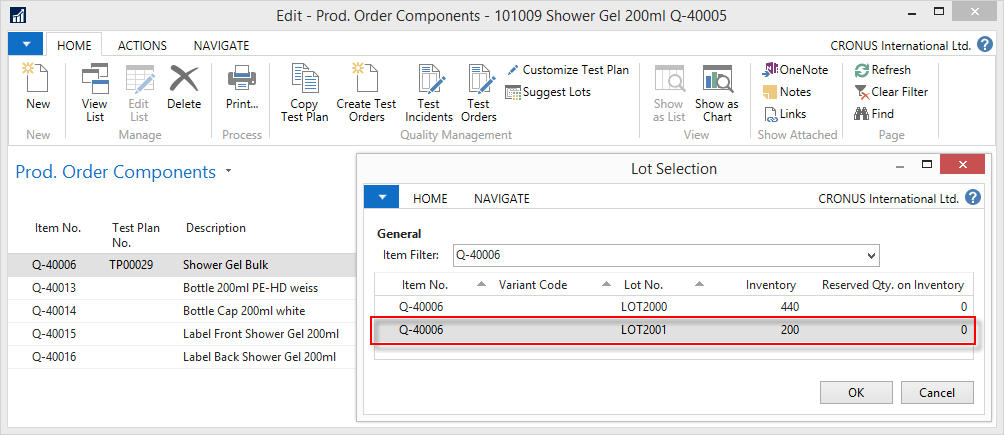 Edit - Prod. Order Components - 101009 Shower Gel 200ml Q-40005
HOME ACTIONS NAVIGATE CRONUS International Ltd. ?
New
View List
Edit List
Delete
Print...
Copy Test Plan
Create Test Orders
Test Incidents
Test Orders
Customize Test Plan
Suggest Lots
Show as List
Show as Chart
OneNote
Notes
Links
Refresh
Clear Filter
Find
New Manage Process Quality Management View Show Attached Page
Prod. Order Components
Item No. Test Plan No. Description
Q-40006 TP00029 Shower Gel Bulk
Q-40013 Bottle 200ml PE-HD weiss
Q-40014 Bottle Cap 200ml white
Q-40015 Label Front Shower Gel 200ml
Q-40016 Label Back Shower Gel 200ml
Lot Selection
HOME NAVIGATE CRONUS International Ltd. ?
General
Item Filter: Q-40006
Item No. Variant Code Lot No. Inventory Reserved Qty. on Inventory
Q-40006 LOT2000 440 0
Q-40006 LOT2001 200 0
OK Cancel